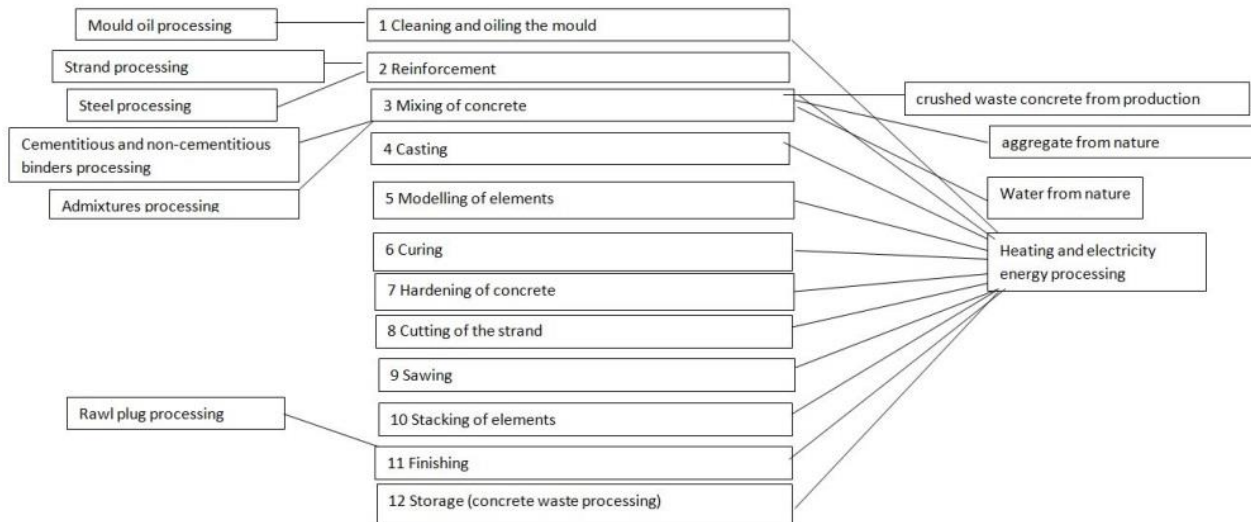 Mould oil processing
Strand processing
Steel processing
Cementitious and non-cementitious
binders processing
Admixtures processing
Rawl plug processing
1 Cleaning and oiling the mould
2 Reinforcement
3 Mixing of concrete
4 Casting
5 Modelling of elements
6 Curing
7 Hardening of concrete
8 Cutting of the strand
9 Sawing
10 Stacking of elements
11 Finishing
12 Storage (concrete waste processing)
crushed waste concrete from production
aggregate from nature
Water from nature
Heating and electricity
energy processing